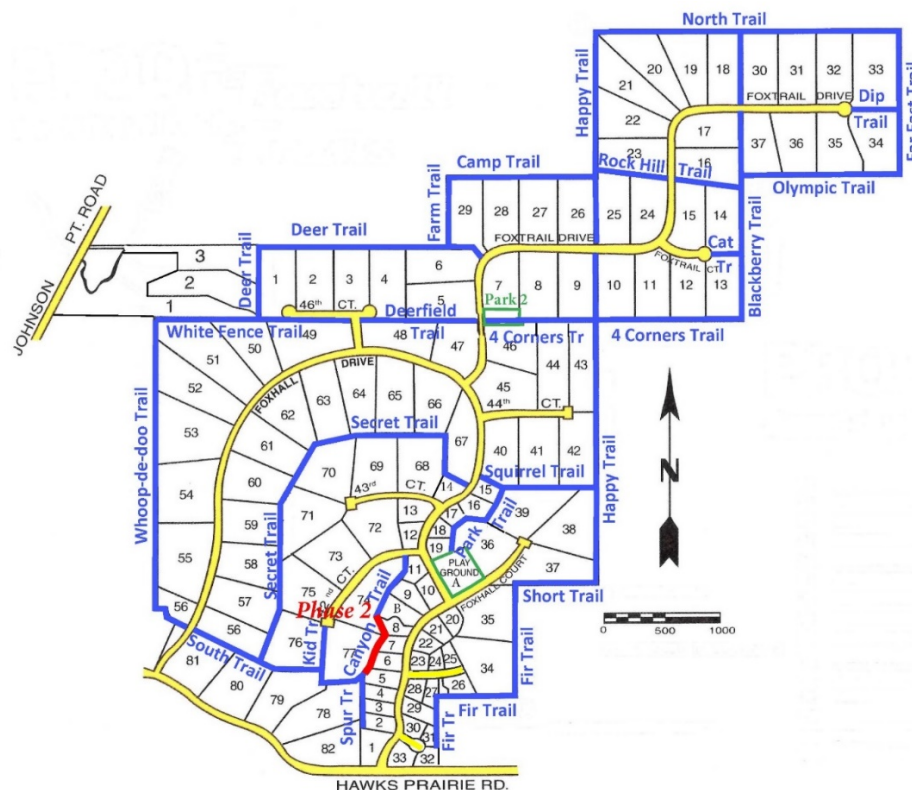 North Trail
30 31 32 33
18
19
20
21
Happy Trail
FOXTRAIL DRIVE
Dip
Trail
Far East Trail
22
17
37 36 35 34
23
16
Rock Hill Trail
Olympic Trail
Camp Trail
Farm Trail
29 28 27 26 25 24 15 14
FOXTRAIL DRIVE
Cat
Tr
FOXTRAIL CT.
Blackberry Trail
Deer Trail
Deer Trail
JOHNSON PT. ROAD
3
2
1
1 2 3 4 6
5
7 8 9 10 11 12 13
46th CT.
Deerfield
Trail
Park 2
White Fence Trail
4 Corners Tr
4 Corners Trail
49 48 47 46
50
51
52
53
54
55
56
Whoop-de-doo Trail
FOXHALL DRIVE
62 63 64 65 66
61
60
59
58
57
56
45 44 43
44th CT.
40 41 42
67
Secret Trail
Secret Trail
Squirrel Trail
Happy Trail
N
70 69 68
43rd CT.
71 72 73
14 15
16
17
13
12
18
19
Park Trail
39
38
36
37
PLAY
GROUND
A
FOXHALL COURT
Short Trail
11
10
9
B
8
7
6
5
4
3
2
1
20
21
22
23 24 25
26
27
28
29
30
31
32
33
35
34
nd CT.
74
75
76
77
Phase 2
Kid Tr
Canyon Trail
Spur Tr
South Trail
81
80
79
78
82
Fir Trail
Fir Trail
Fir Tr
0 500 1000
HAWKS PRAIRIE RD.